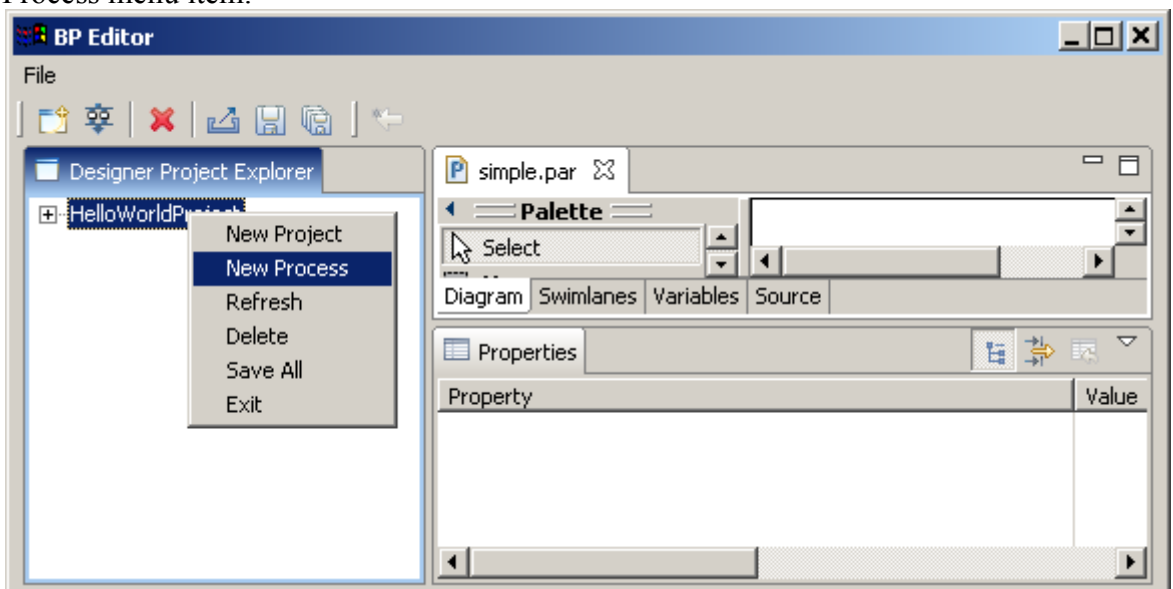 Process menu item.
BP Editor
File
Designer Project Explorer
HelloWorldProject
New Project
New Process
Refresh
Delete
Save All
Exit
simple.par
Palette
Select
Diagram Swimlanes Variables Source
Properties
Property Value